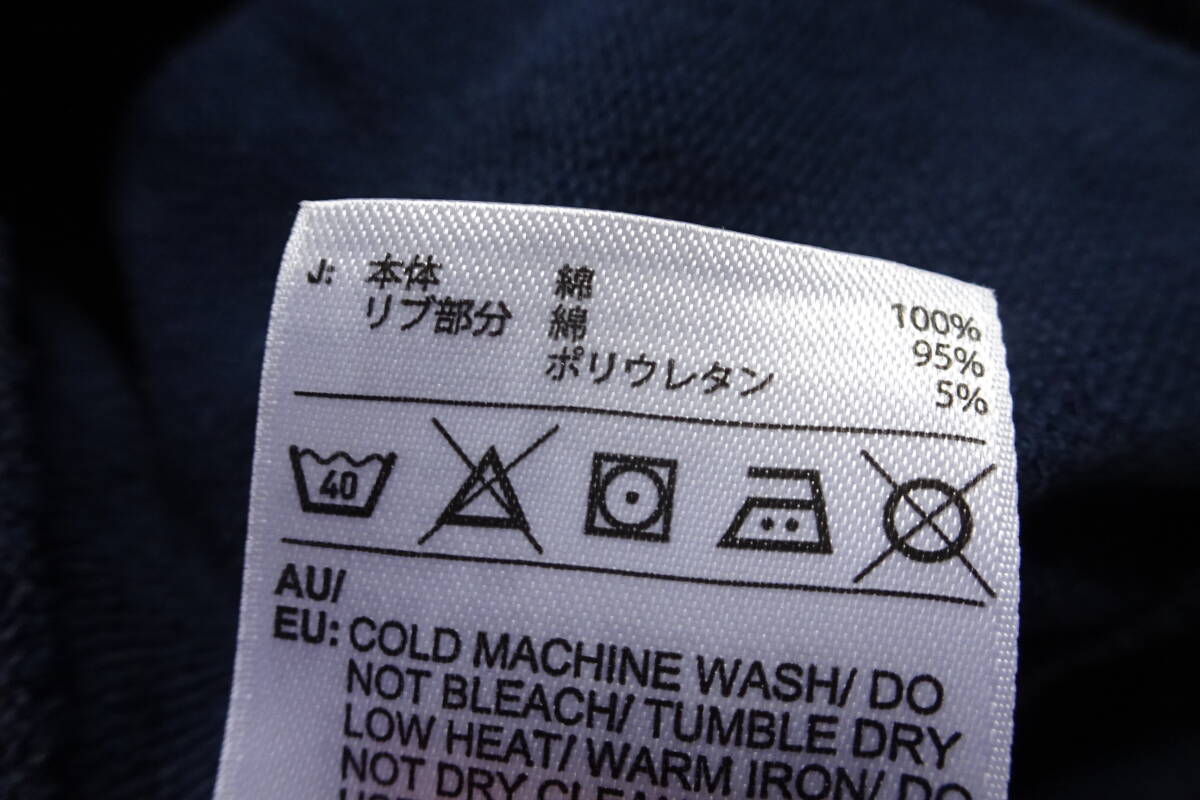 J: 本体 綿 100%
リブ部分 綿 95%
ポリウレタン 5%
40
AU/
EU: COLD MACHINE WASH/ DO
NOT BLEACH/ TUMBLE DRY
LOW HEAT/ WARM IRON/ DO
NOT DRY CLEAN